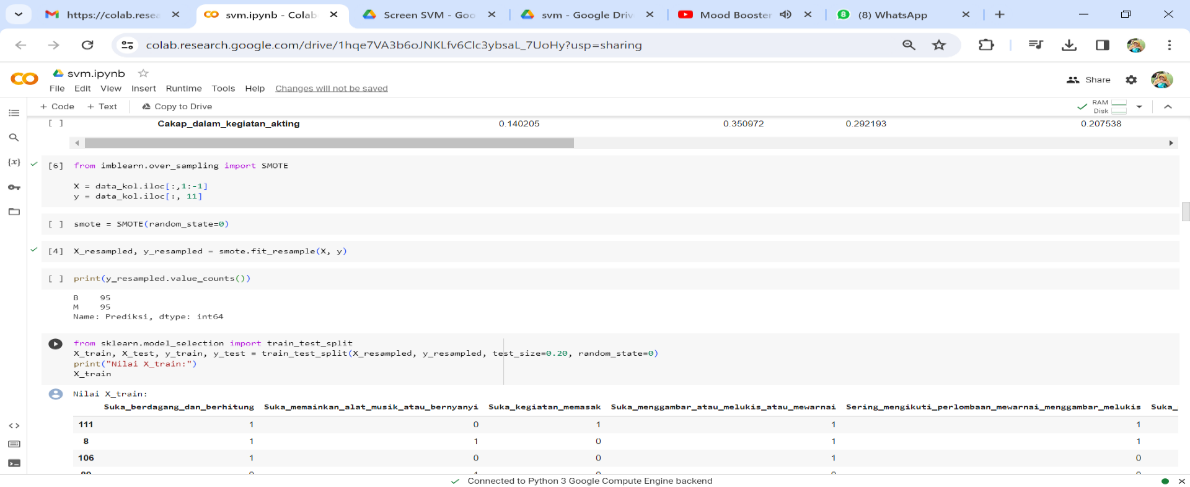 https://colab.resea
svm.ipynb - Colab
Screen SVM - Goo
svm - Google Driv
Mood Booster
(8) WhatsApp
colab.research.google.com/drive/1hqe7VA3b6oJNKLfv6Clc3ybsaL_7UoHy?usp=sharing
svm.ipynb
File Edit View Insert Runtime Tools Help Changes will not be saved
Share
+ Code + Text Copy to Drive
RAM
Disk
[ ] Cakap_dalam_kegiatan_akting 0.140205 0.350972 0.292193 0.207538
[6] from imblearn.over_sampling import SMOTE
X = data_kol.iloc[:,1:-1]
y = data_kol.iloc[:, 11]
[ ] smote = SMOTE(random_state=0)
[4] X_resampled, y_resampled = smote.fit_resample(X, y)
[ ] print(y_resampled.value_counts())
B 95
M 95
Name: Prediksi, dtype: int64
from sklearn.model_selection import train_test_split
X_train, X_test, y_train, y_test = train_test_split(X_resampled, y_resampled, test_size=0.20, random_state=0)
print("Nilai X_train:")
X_train
Nilai X_train:
Suka_berdagang_dan_berhitung Suka_memainkan_alat_musik_atau_bernyanyi Suka_kegiatan_memasak Suka_menggambar_atau_melukis_atau_mewarnai Sering_mengikuti_perlombaan_mewarnai_menggambar_melukis Suka_
111 1 0 1 1 1
8 1 1 0 1 1
106 1 0 0 1 0
Connected to Python 3 Google Compute Engine backend